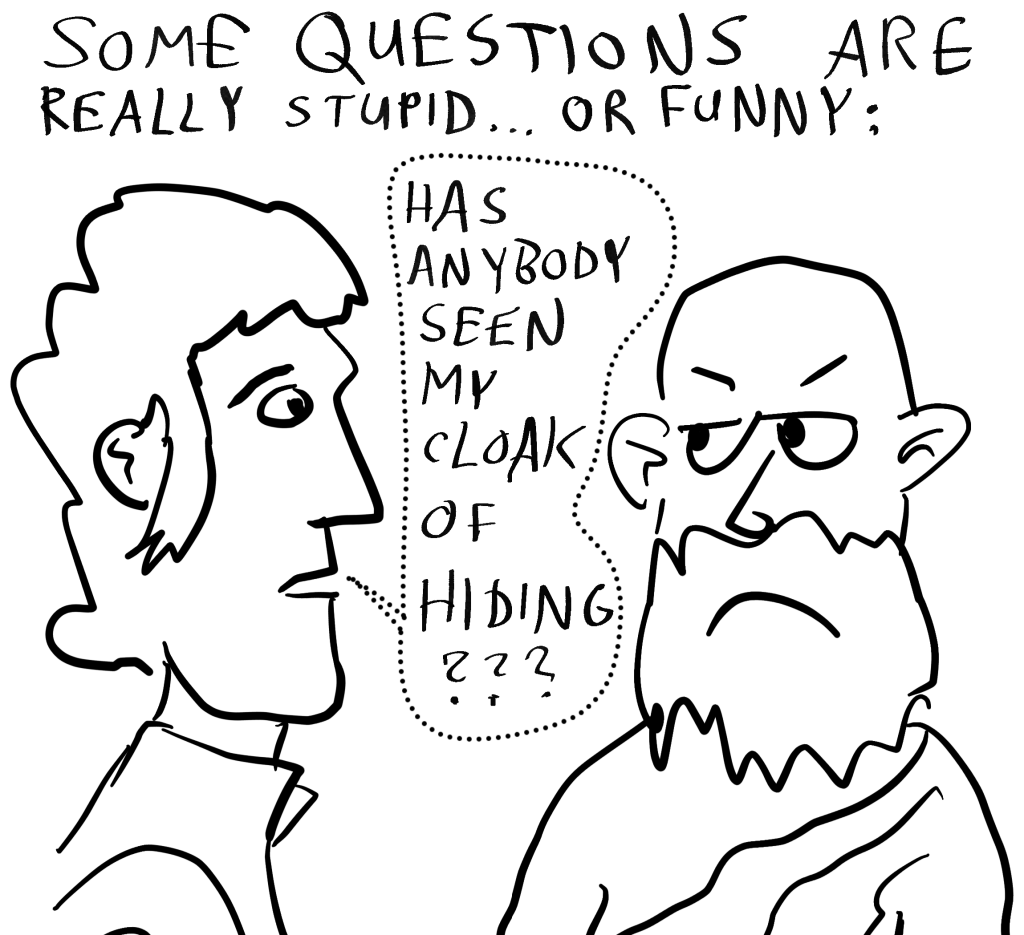 SOME QUESTIONS ARE
REALLY STUPID... OR FUNNY:
HAS
ANYBODY
SEEN
MY
CLOAK
OF
HIDING
???